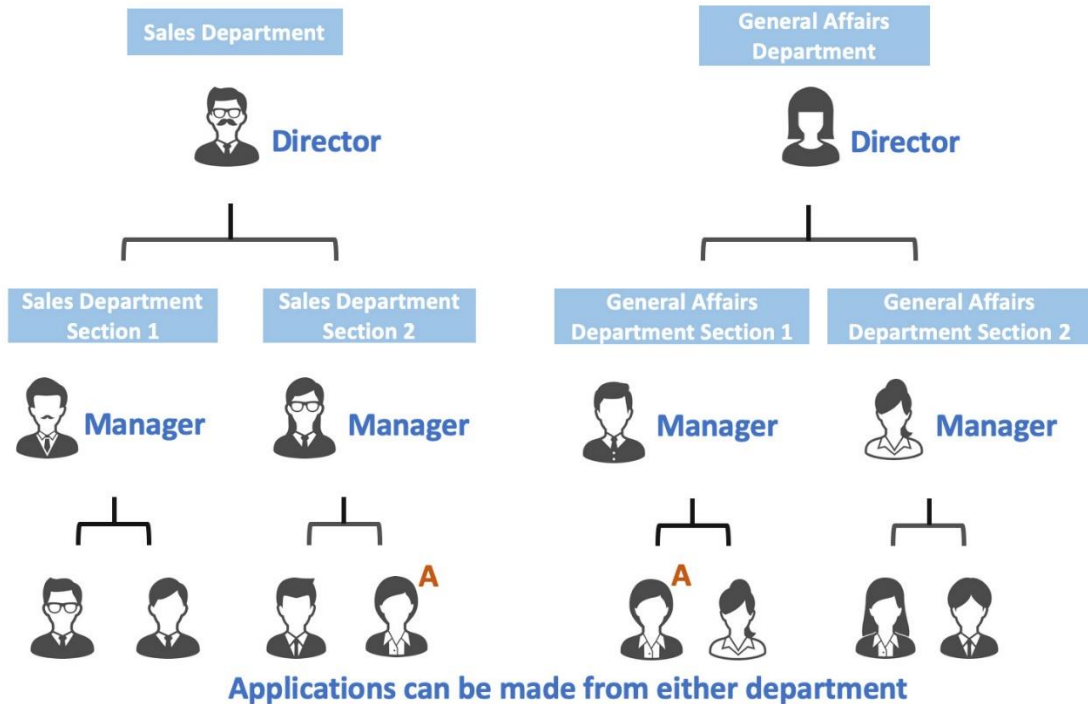 Sales Department
General Affairs
Department
Director
Director
Sales Department
Section 1
Sales Department
Section 2
General Affairs
Department Section 1
General Affairs
Department Section 2
Manager
Manager
Manager
Manager
A
A
Applications can be made from either department